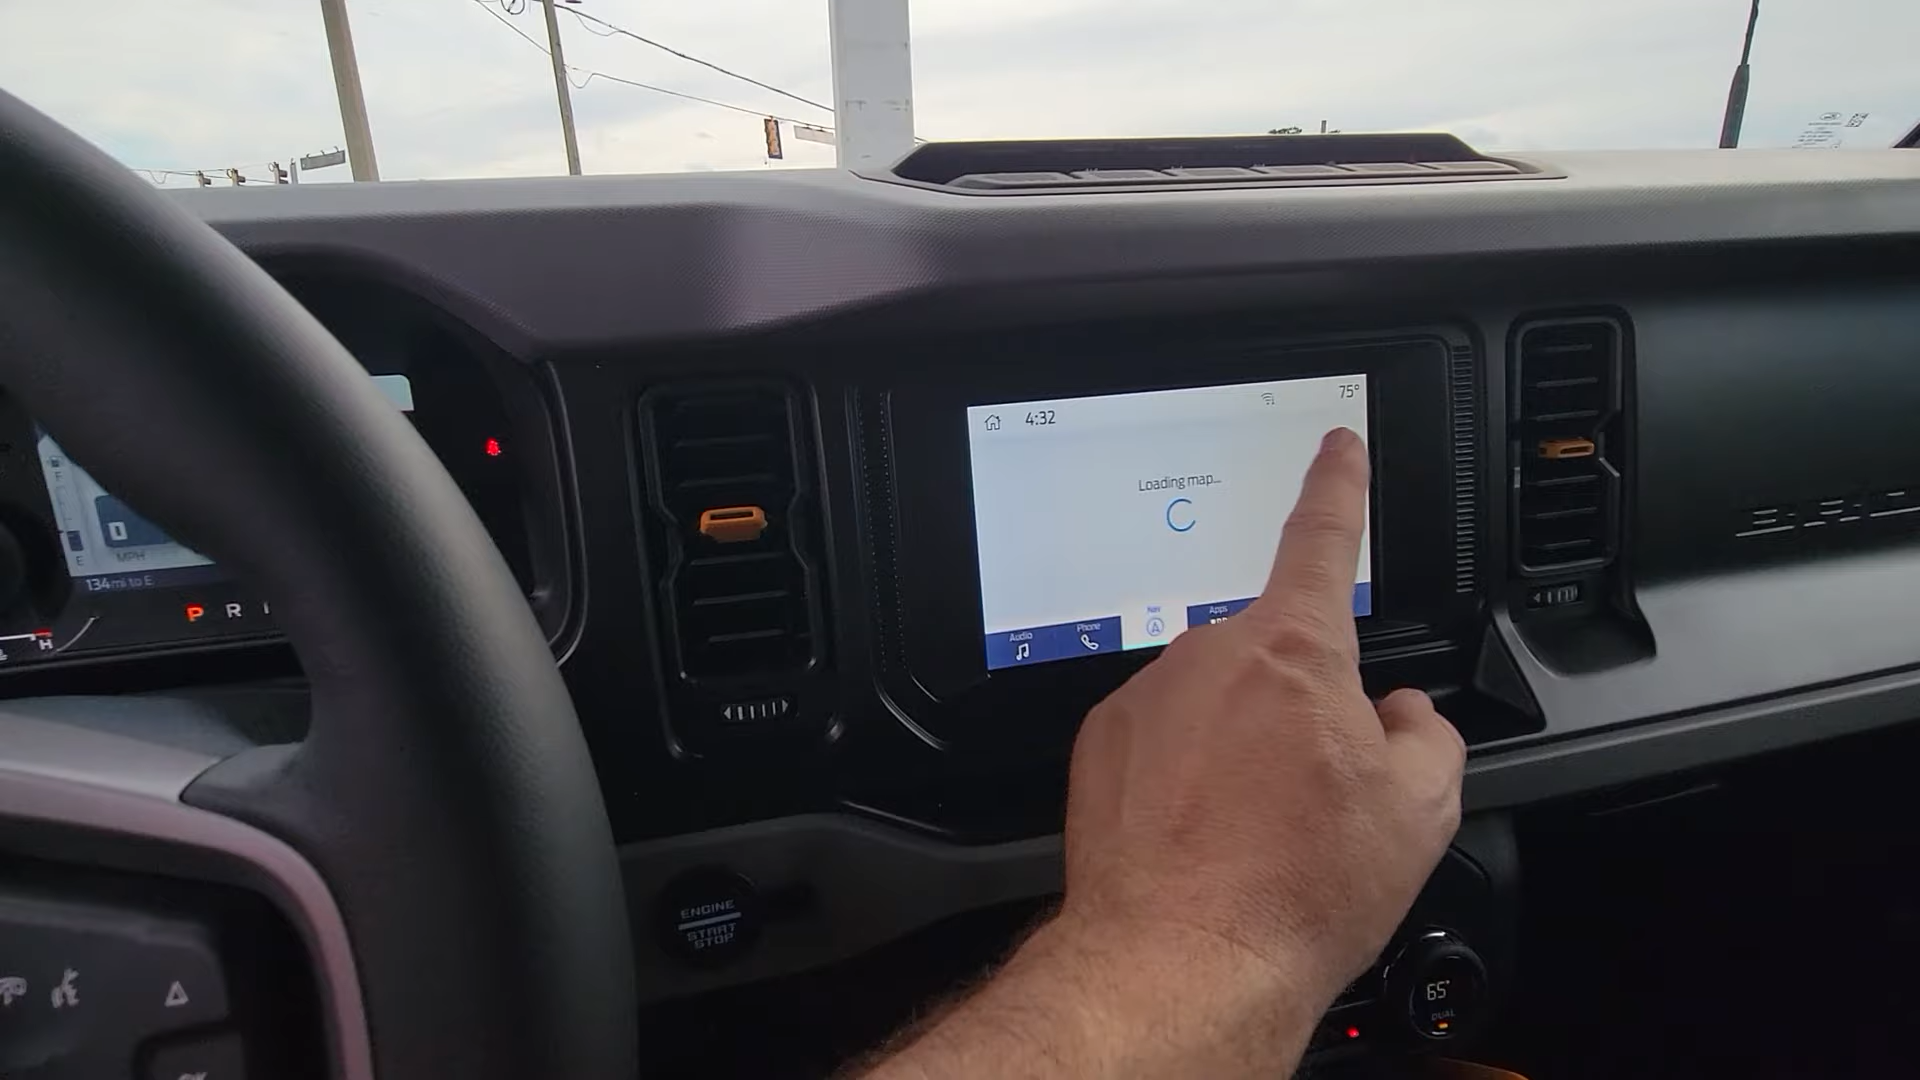 4:32
75°
Loading map...
Audio
Phone
Nav
Apps
F
0
MPH
E
134 mi to E
P R
H
ENGINE
START
STOP
65°
DUAL